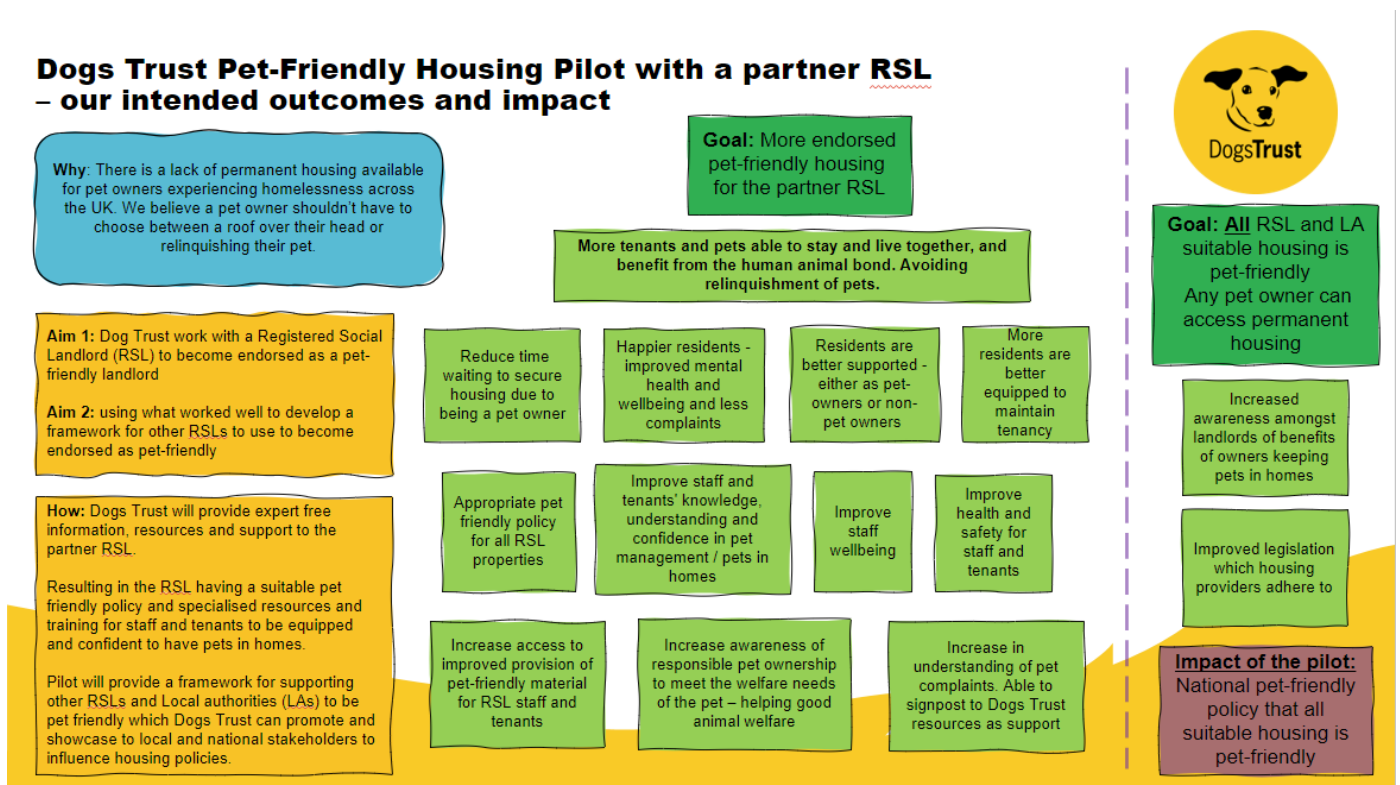 Dogs Trust Pet-Friendly Housing Pilot with a partner RSL
– our intended outcomes and impact
Why: There is a lack of permanent housing available
for pet owners experiencing homelessness across
the UK. We believe a pet owner shouldn't have to
choose between a roof over their head or
relinquishing their pet.
Aim 1: Dog Trust work with a Registered Social
Landlord (RSL) to become endorsed as a pet-
friendly landlord
Aim 2: using what worked well to develop a
framework for other RSLs to use to become
endorsed as pet-friendly
How: Dogs Trust will provide expert free
information, resources and support to the
partner RSL.
Resulting in the RSL having a suitable pet
friendly policy and specialised resources and
training for staff and tenants to be equipped
and confident to have pets in homes.
Pilot will provide a framework for supporting
other RSLs and Local authorities (LAs) to be
pet friendly which Dogs Trust can promote and
showcase to local and national stakeholders to
influence housing policies.
Goal: More endorsed
pet-friendly housing
for the partner RSL
More tenants and pets able to stay and live together, and
benefit from the human animal bond. Avoiding
relinquishment of pets.
Reduce time
waiting to secure
housing due to
being a pet owner
Happier residents -
improved mental
health and
wellbeing and less
complaints
Residents are
better supported -
either as pet-
owners or non-
pet owners
More
residents are
better
equipped to
maintain
tenancy
Appropriate pet
friendly policy
for all RSL
properties
Improve staff and
tenants' knowledge,
understanding and
confidence in pet
management / pets in
homes
Improve
staff
wellbeing
Improve
health and
safety for
staff and
tenants
Increase access to
improved provision of
pet-friendly material
for RSL staff and
tenants
Increase awareness of
responsible pet ownership
to meet the welfare needs
of the pet – helping good
animal welfare
Increase in
understanding of pet
complaints. Able to
signpost to Dogs Trust
resources as support
DogsTrust
Goal: All RSL and LA
suitable housing is
pet-friendly
Any pet owner can
access permanent
housing
Increased
awareness amongst
landlords of benefits
of owners keeping
pets in homes
Improved legislation
which housing
providers adhere to
Impact of the pilot:
National pet-friendly
policy that all
suitable housing is
pet-friendly